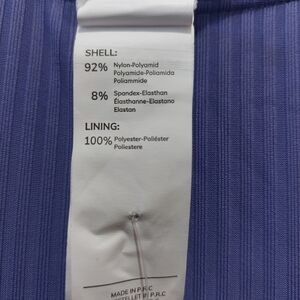 SHELL:
92% Nylon-Polyamid
Polyamide-Poliamida
Poliammide
8% Spandex-Elasthan
Élasthanne-Elastano
Elastan
LINING:
100% Polyester-Poliéster
Poliestere
MADE IN P.R.C